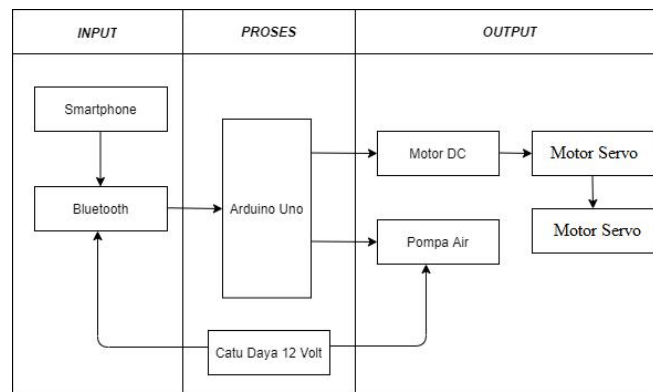 INPUT
PROSES
OUTPUT
Smartphone
Bluetooth
Arduino Uno
Motor DC
Motor Servo
Pompa Air
Motor Servo
Catu Daya 12 Volt